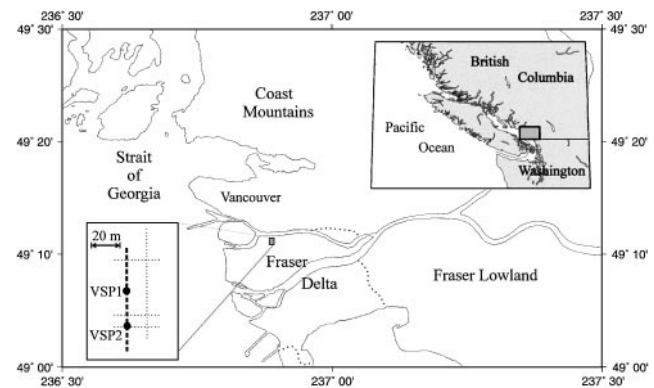 236° 30' 237° 00' 237° 30'
49° 30' 49° 30'
British
Columbia
Coast
Mountains
Pacific
Ocean
49° 20' 49° 20'
Strait
of
Georgia
Washington
Vancouver
20 m
49° 10' 49° 10'
Fraser
Delta
Fraser Lowland
VSP1
VSP2
49° 00' 49° 00'
236° 30' 237° 00' 237° 30'